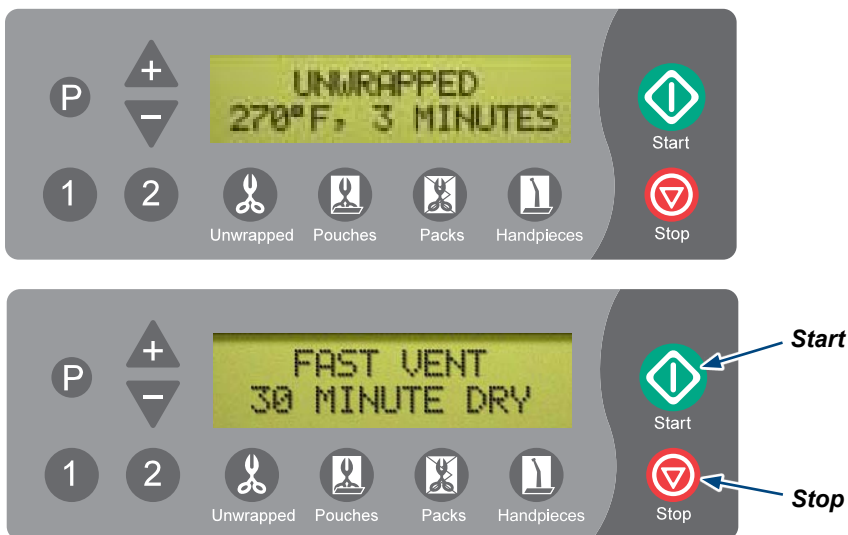 UNWRAPPED
270°F, 3 MINUTES
P
+
-
1
2
Start
Stop
Unwrapped Pouches Packs Handpieces
FAST VENT
30 MINUTE DRY
P
+
-
1
2
Start
Start
Stop
Stop
Unwrapped Pouches Packs Handpieces